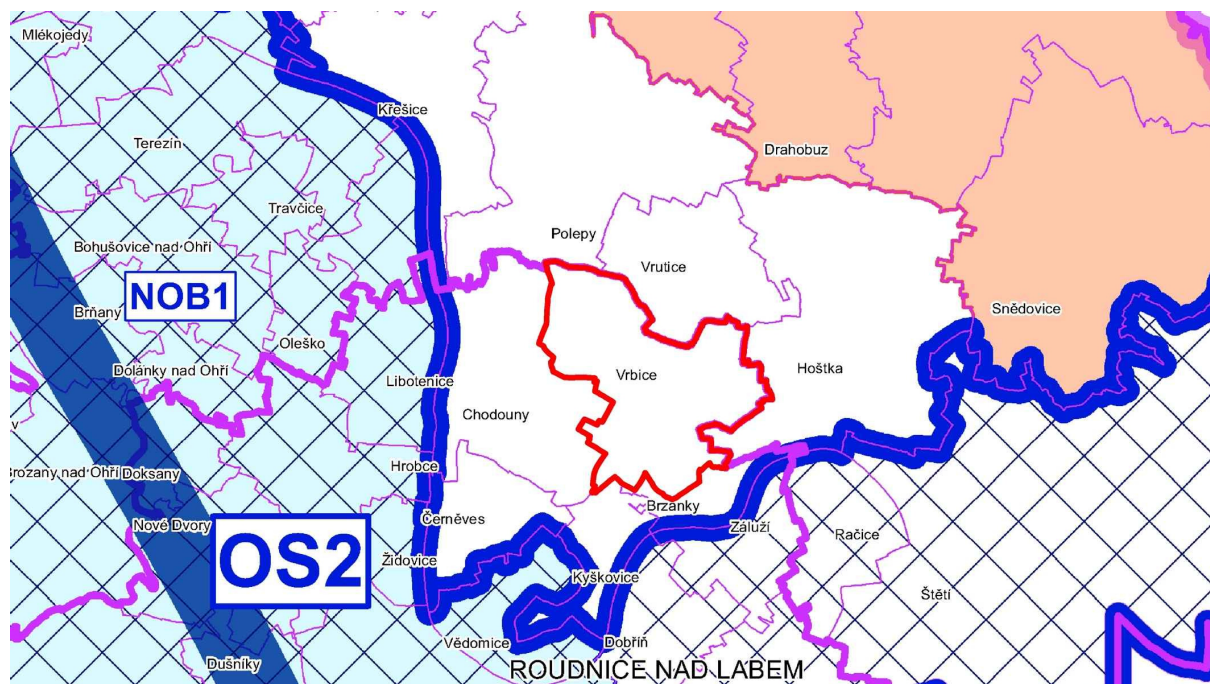 Mlékojedy
Křešice
Terezín
Drahobuz
Travčice
Polepy
Bohušovice nad Ohří
Vrutice
NOB1
Brňany
Snědovice
Oleško
Dolánky nad Ohří
Libotenice
Vrbice
Hoštka
Chodouny
v
Brozany nad Ohří
Doksany
Hrobce
Brzánky
Nové Dvory
Černěves
Záluží
Račice
OS2
Židovice
Kyškovice
Štětí
Vědomice
Dobříň
Dušníky
ROUDNICE NAD LABEM